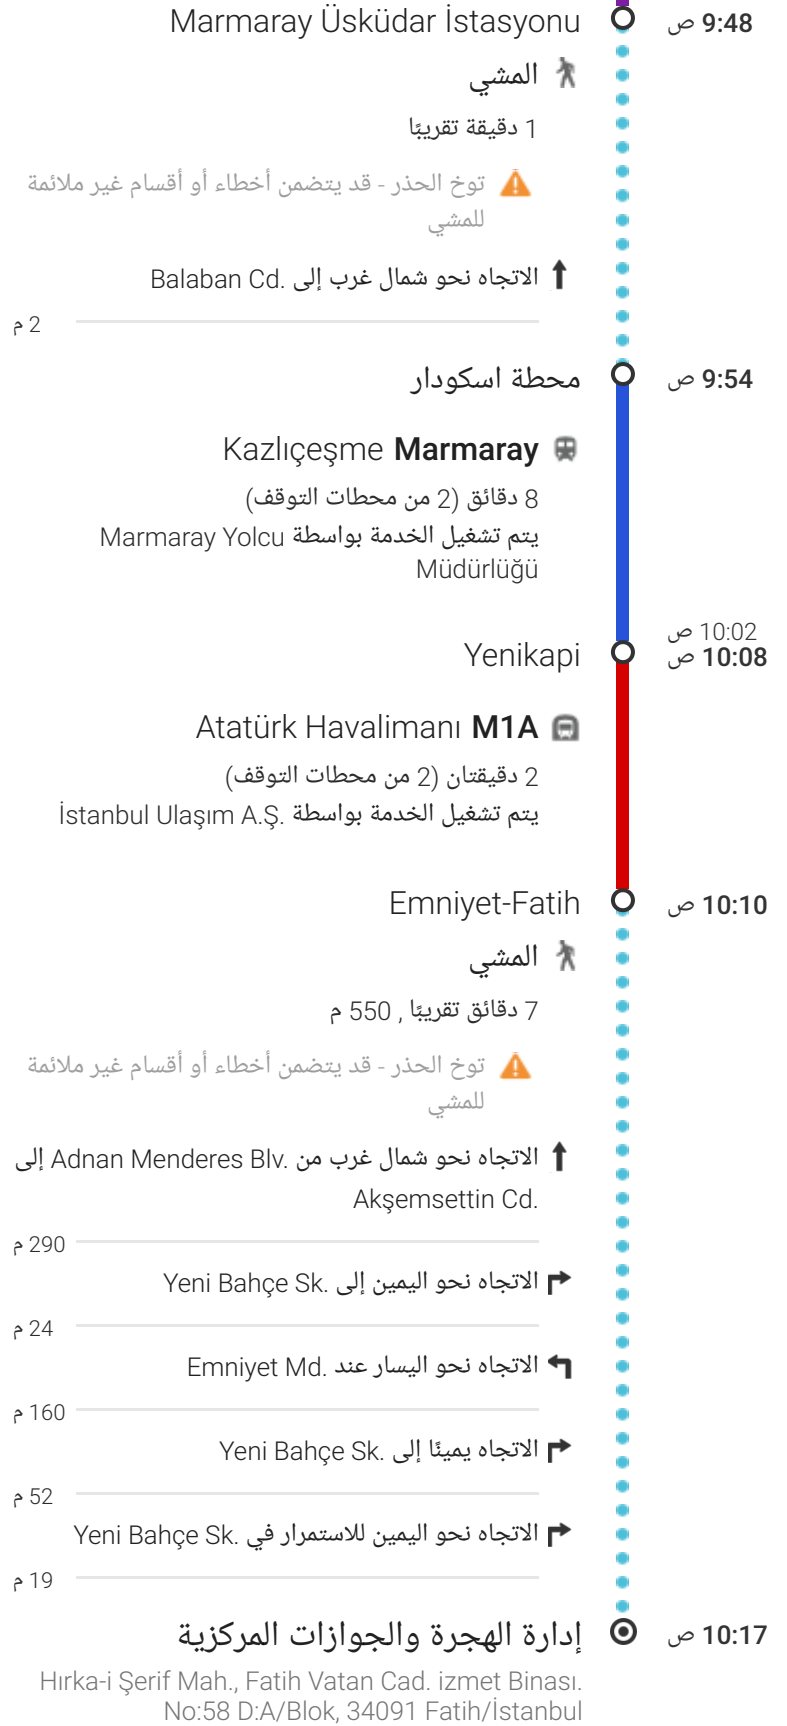 9:48 ص Marmaray Üsküdar İstasyonu
المشي
1 دقيقة تقريبًا
توخ الحذر - قد يتضمن أخطاء أو أقسام غير ملائمة
للمشي
الاتجاه نحو شمال غرب إلى Balaban Cd.
2 م
9:54 ص محطة اسكودار
Kazlıçeşme Marmaray
8 دقائق (2 من محطات التوقف)
يتم تشغيل الخدمة بواسطة Marmaray Yolcu
Müdürlüğü
10:02 ص
10:08 ص Yenikapi
Atatürk Havalimanı M1A
2 دقيقتان (2 من محطات التوقف)
يتم تشغيل الخدمة بواسطة İstanbul Ulaşım A.Ş.
10:10 ص Emniyet-Fatih
المشي
7 دقائق تقريبًا , 550 م
توخ الحذر - قد يتضمن أخطاء أو أقسام غير ملائمة
للمشي
الاتجاه نحو شمال غرب من Adnan Menderes Blv. إلى
Akşemsettin Cd.
290 م
الاتجاه نحو اليمين إلى Yeni Bahçe Sk.
24 م
الاتجاه نحو اليسار عند Emniyet Md.
160 م
الاتجاه يمينًا إلى Yeni Bahçe Sk.
52 م
الاتجاه نحو اليمين للاستمرار في Yeni Bahçe Sk.
19 م
10:17 ص إدارة الهجرة والجوازات المركزية
Hırka-i Şerif Mah., Fatih Vatan Cad. izmet Binası.
No:58 D:A/Blok, 34091 Fatih/İstanbul